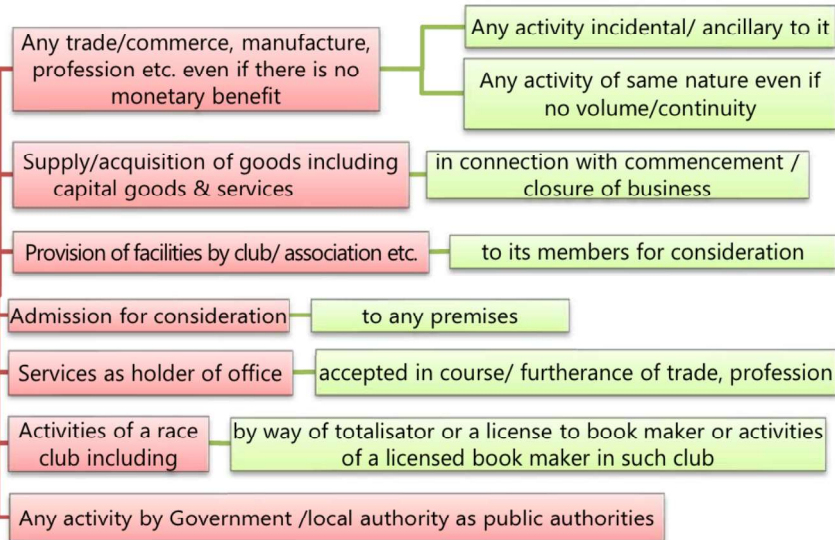 Any trade/commerce, manufacture,
profession etc. even if there is no
monetary benefit
Any activity incidental/ ancillary to it
Any activity of same nature even if
no volume/continuity
Supply/acquisition of goods including
capital goods & services
in connection with commencement /
closure of business
Provision of facilities by club/ association etc.
to its members for consideration
Admission for consideration
to any premises
Services as holder of office
accepted in course/ furtherance of trade, profession
Activities of a race
club including
by way of totalisator or a license to book maker or activities
of a licensed book maker in such club
Any activity by Government /local authority as public authorities